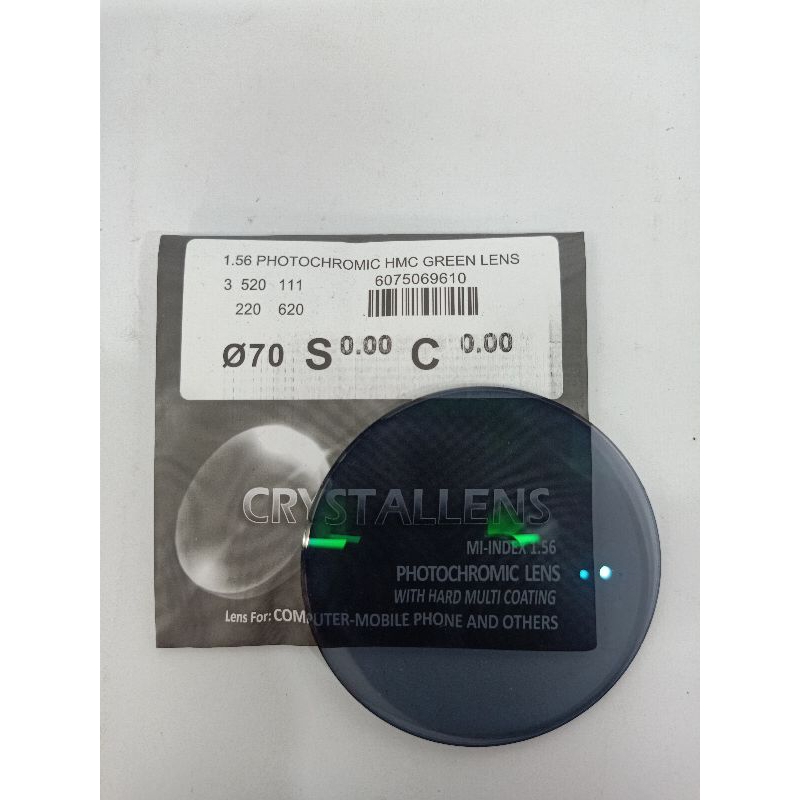 1.56 PHOTOCHROMIC HMC GREEN LENS
3 520 111 6075069610
220 620
Ø70 S 0.00 C 0.00
CRYSTALLENS
MI-INDEX 1.56
PHOTOCHROMIC LENS
WITH HARD MULTI COATING
Lens For: COMPUTER-MOBILE PHONE AND OTHERS